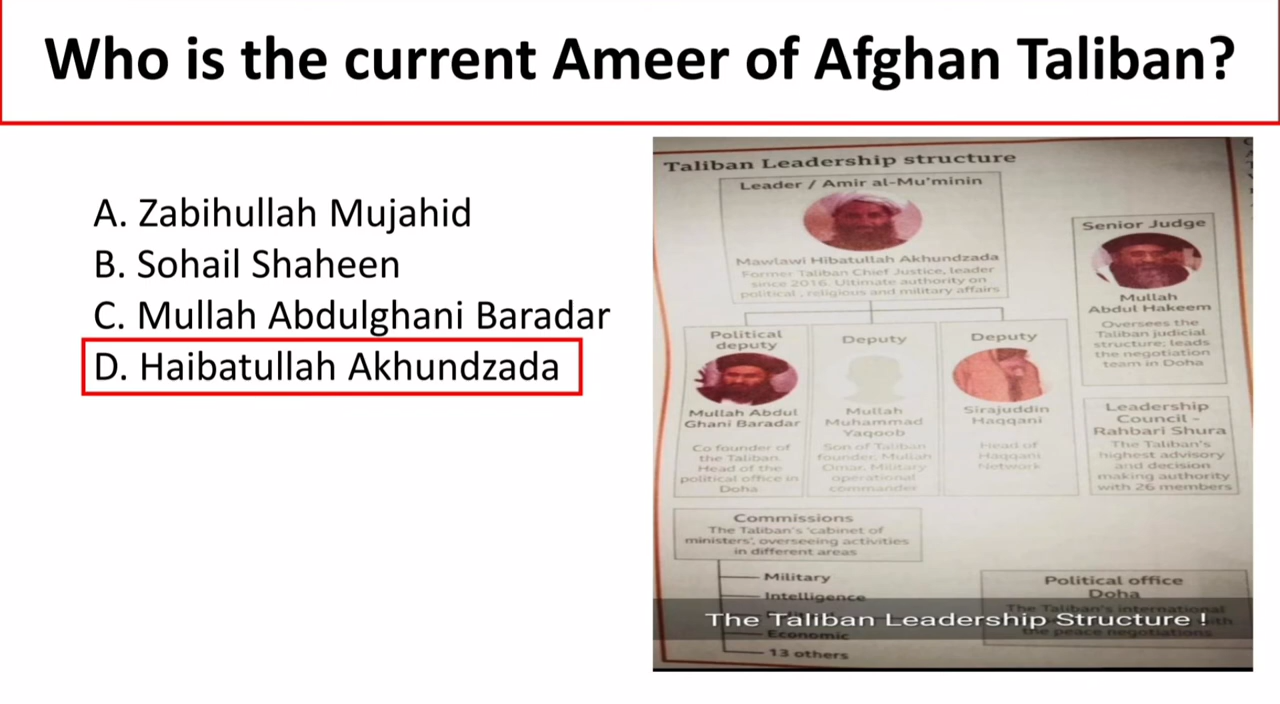 Who is the current Ameer of Afghan Taliban?
A. Zabihullah Mujahid
B. Sohail Shaheen
C. Mullah Abdulghani Baradar
D. Haibatullah Akhundzada
Taliban Leadership structure
Leader / Amir al-Mu'minin
Mawlawi Hibatullah Akhundzada
Former Taliban Chief Justice, leader
since 2016. Ultimate authority on
political , religious and military affairs
Senior Judge
Mullah
Abdul Hakeem
Oversees the
Taliban judicial
structure; leads
the negotiation
team in Doha
Political
deputy
Mullah Abdul
Ghani Baradar
Co founder of
the Taliban.
Head of the
political office in
Doha
Deputy
Mullah
Muhammad
Yaqoob
Son of Taliban
founder, Mullah
Omar. Military
operational
commander
Deputy
Sirajuddin
Haqqani
Head of
Haqqani
Network
Leadership
Council -
Rahbari Shura
The Taliban's
highest advisory
and decision
making authority
with 26 members
Commissions
The Taliban's 'cabinet of
ministers', overseeing activities
in different areas
Military
Intelligence
Economic
13 others
Political office
Doha
The Taliban's international
with
the peace negotiations
The Taliban Leadership Structure !